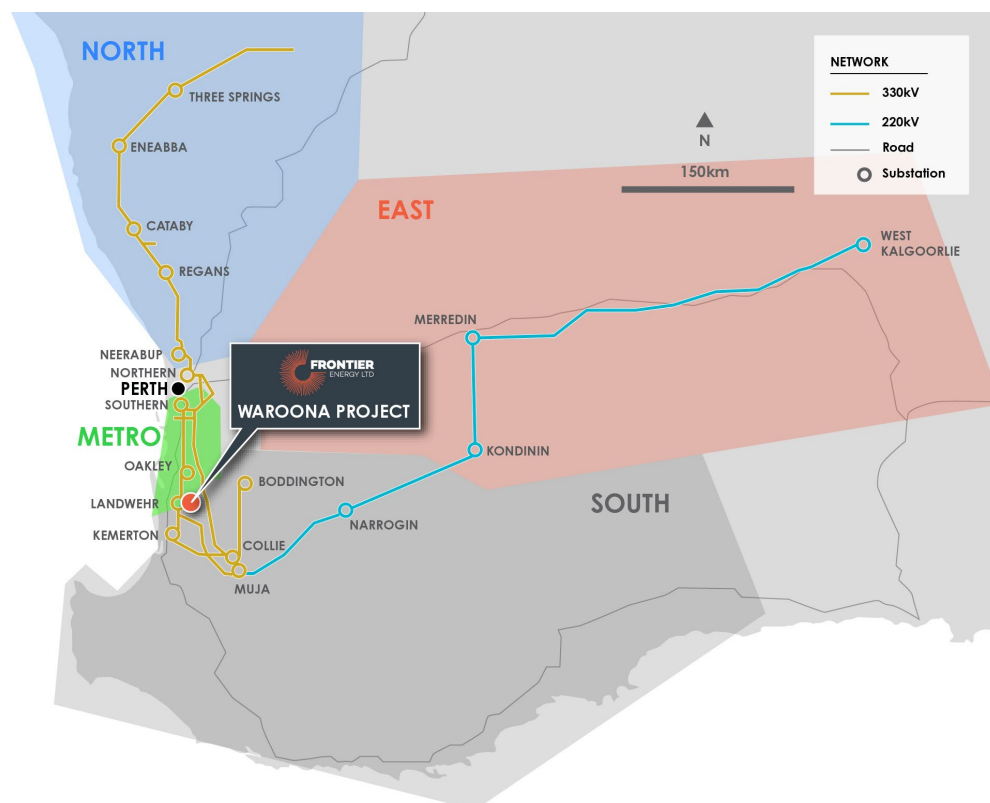 NORTH
THREE SPRINGS
ENEABBA
CATABY
REGANS
NEERABUP
NORTHERN
PERTH
SOUTHERN
METRO
OAKLEY
LANDWEHR
KEMERTON
BODDINGTON
COLLIE
MUJA
FRONTIER
ENERGY LTD
WAROONA PROJECT
EAST
MERREDIN
KONDININ
NARROGIN
SOUTH
WEST
KALGOORLIE
N
150km
NETWORK
330kV
220kV
Road
Substation